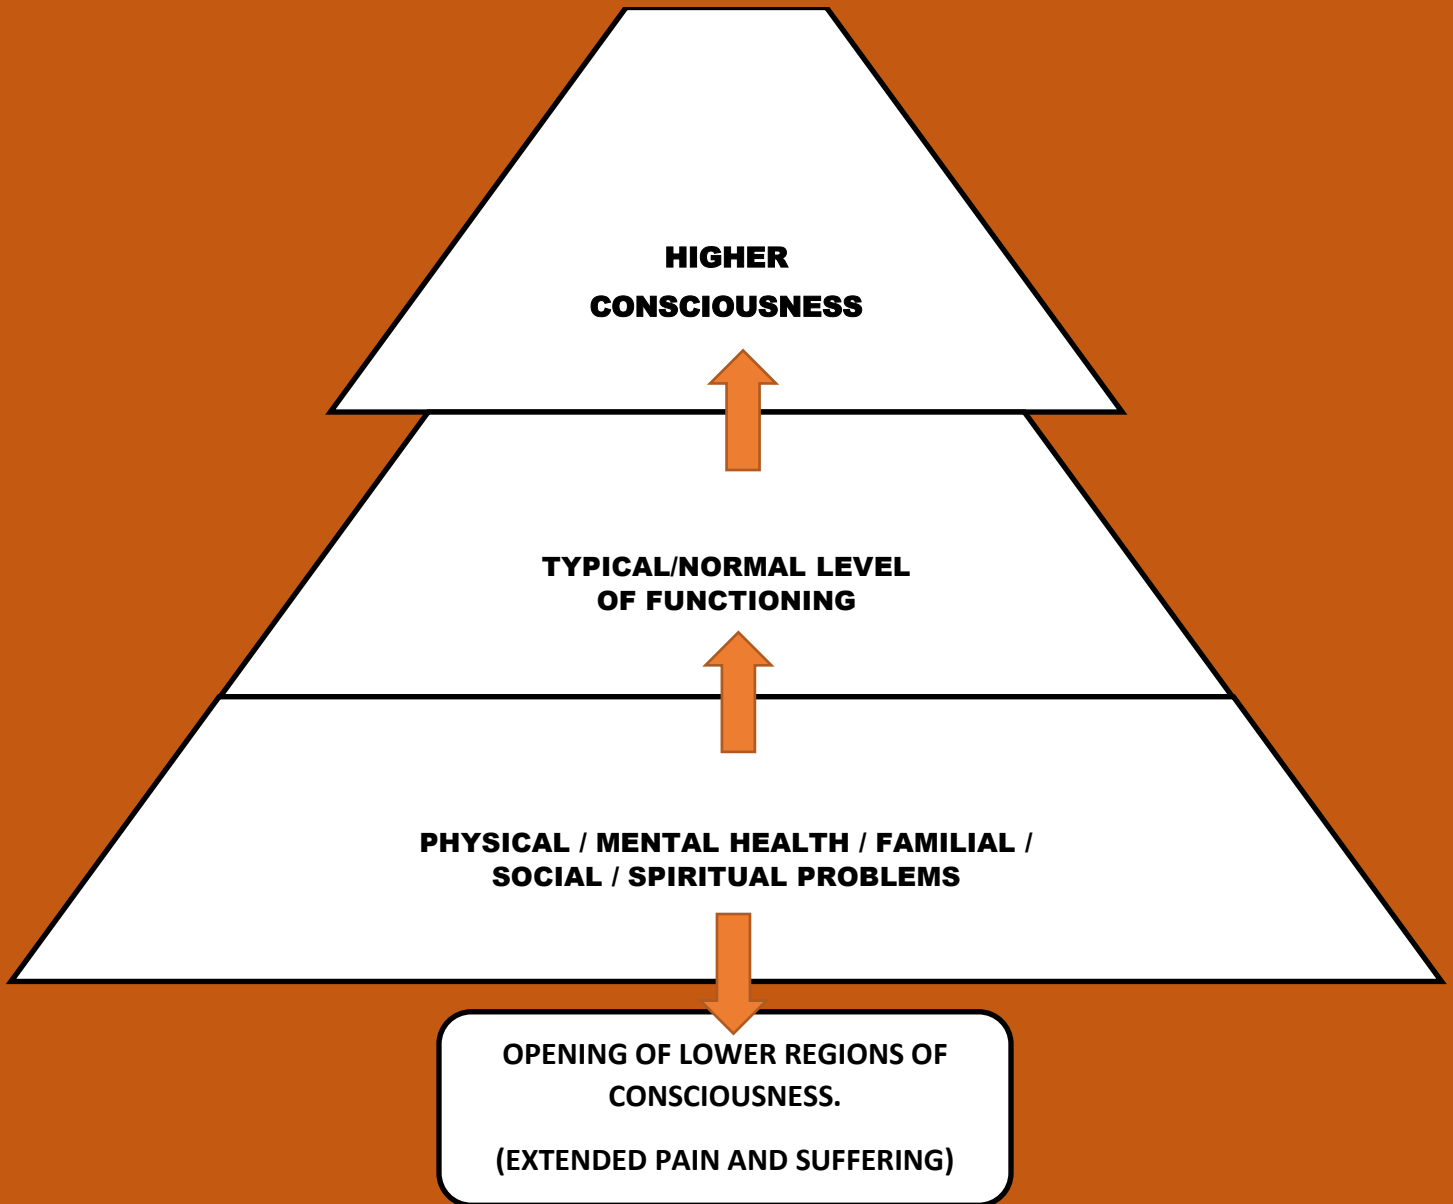 HIGHER
CONSCIOUSNESS
TYPICAL/NORMAL LEVEL
OF FUNCTIONING
PHYSICAL / MENTAL HEALTH / FAMILIAL /
SOCIAL / SPIRITUAL PROBLEMS
OPENING OF LOWER REGIONS OF
CONSCIOUSNESS.
(EXTENDED PAIN AND SUFFERING)